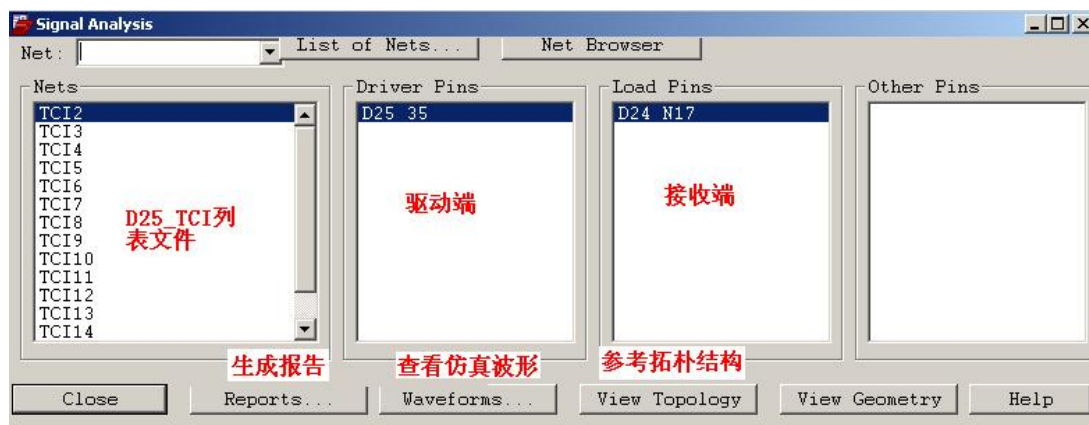 Signal Analysis
Net: List of Nets... Net Browser
Nets Driver Pins Load Pins Other Pins
TCI2 D25 35 D24 N17
TCI3
TCI4
TCI5
TCI6
TCI7
TCI8
TCI9
TCI10
TCI11
TCI12
TCI13
TCI14
D25_TCI列
表文件
驱动端
接收端
生成报告 查看仿真波形 参考拓朴结构
Close Reports... Waveforms... View Topology View Geometry Help